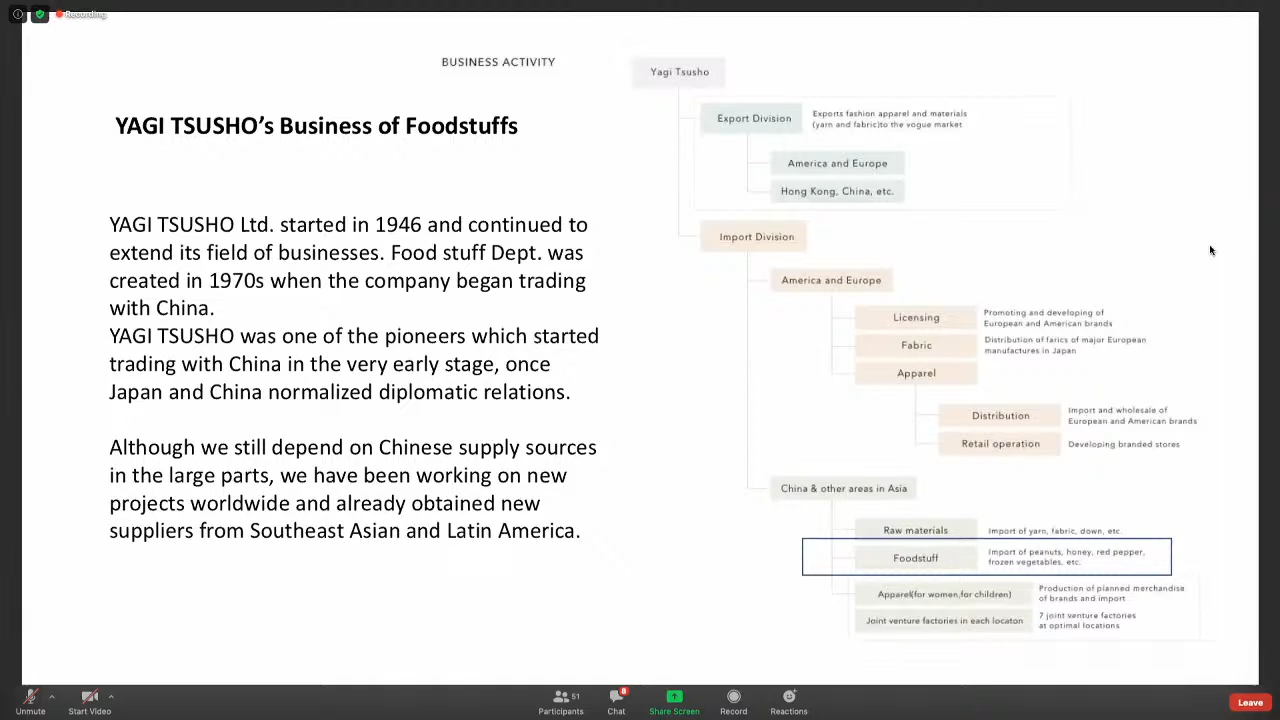 Recording
BUSINESS ACTIVITY
YAGI TSUSHO’s Business of Foodstuffs
YAGI TSUSHO Ltd. started in 1946 and continued to
extend its field of businesses. Food stuff Dept. was
created in 1970s when the company began trading
with China.
YAGI TSUSHO was one of the pioneers which started
trading with China in the very early stage, once
Japan and China normalized diplomatic relations.
Although we still depend on Chinese supply sources
in the large parts, we have been working on new
projects worldwide and already obtained new
suppliers from Southeast Asian and Latin America.
Yagi Tsusho
Export Division
Exports fashion apparel and materials
(yarn and fabric)to the vogue market
America and Europe
Hong Kong, China, etc.
Import Division
America and Europe
Licensing
Promoting and developing of
European and American brands
Fabric
Distribution of farics of major European
manufactures in Japan
Apparel
Distribution
Import and wholesale of
European and American brands
Retail operation
Developing branded stores
China & other areas in Asia
Raw materials
Import of yarn, fabric, down, etc.
Foodstuff
Import of peanuts, honey, red pepper,
frozen vegetables, etc.
Apparel(for women,for children)
Production of planned merchandise
of brands and import
Joint venture factories in each locaton
7 joint venture factories
at optimal locations
Unmute
Start Video
51
Participants
8
Chat
Share Screen
Record
Reactions
Leave